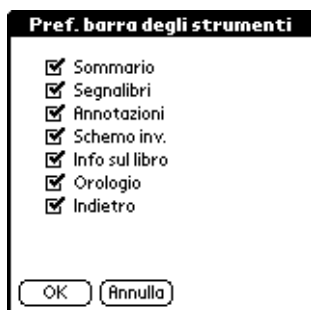 Pref. barra degli strumenti
Sommario
Segnalibri
Annotazioni
Schemo inv.
Info sul libro
Orologio
Indietro
OK Annulla